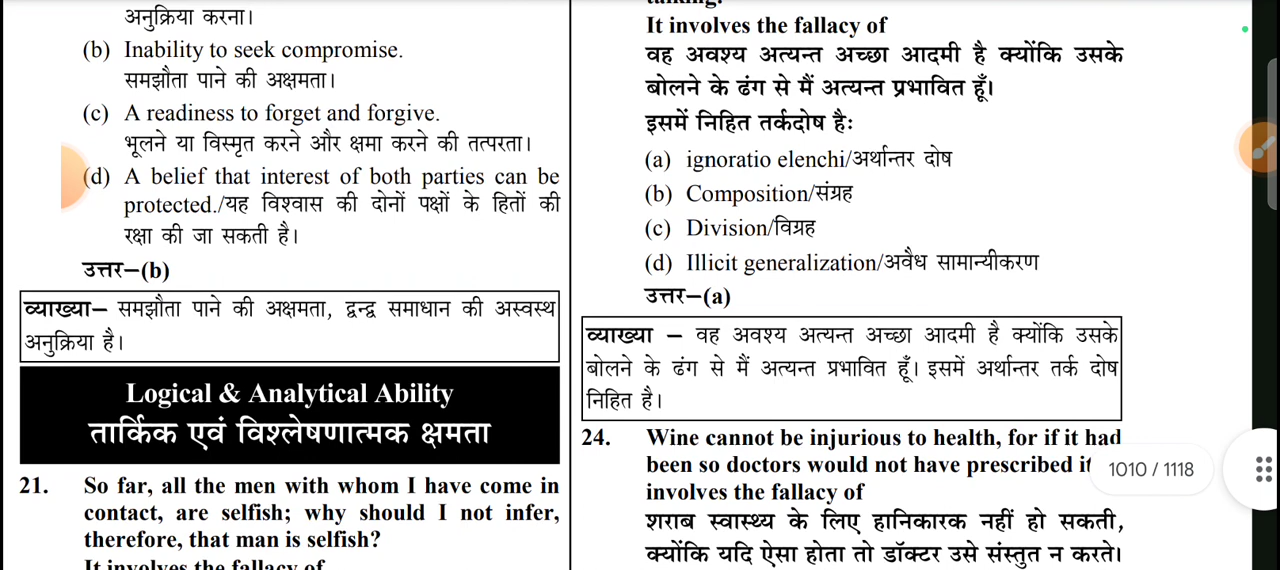 अनुक्रिया करना।
(b) Inability to seek compromise.
समझौता पाने की अक्षमता।
(c) A readiness to forget and forgive.
भूलने या विस्मृत करने और क्षमा करने की तत्परता।
(d) A belief that interest of both parties can be
protected./यह विश्वास की दोनों पक्षों के हितों की
रक्षा की जा सकती है।
उत्तर–(b)
व्याख्या– समझौता पाने की अक्षमता, द्वन्द्व समाधान की अस्वस्थ
अनुक्रिया है।
Logical & Analytical Ability
तार्किक एवं विश्लेषणात्मक क्षमता
21. So far, all the men with whom I have come in
contact, are selfish; why should I not infer,
therefore, that man is selfish?
It involves the fallacy of
talking.
It involves the fallacy of
वह अवश्य अत्यन्त अच्छा आदमी है क्योंकि उसके
बोलने के ढंग से मैं अत्यन्त प्रभावित हूँ।
इसमें निहित तर्कदोष हैः
(a) ignoratio elenchi/अर्थान्तर दोष
(b) Composition/संग्रह
(c) Division/विग्रह
(d) Illicit generalization/अवैध सामान्यीकरण
उत्तर–(a)
व्याख्या – वह अवश्य अत्यन्त अच्छा आदमी है क्योंकि उसके
बोलने के ढंग से मैं अत्यन्त प्रभावित हूँ। इसमें अर्थान्तर तर्क दोष
निहित है।
24. Wine cannot be injurious to health, for if it had
been so doctors would not have prescribed it
involves the fallacy of
शराब स्वास्थ्य के लिए हानिकारक नहीं हो सकती,
क्योंकि यदि ऐसा होता तो डॉक्टर उसे संस्तुत न करते।
1010 / 1118